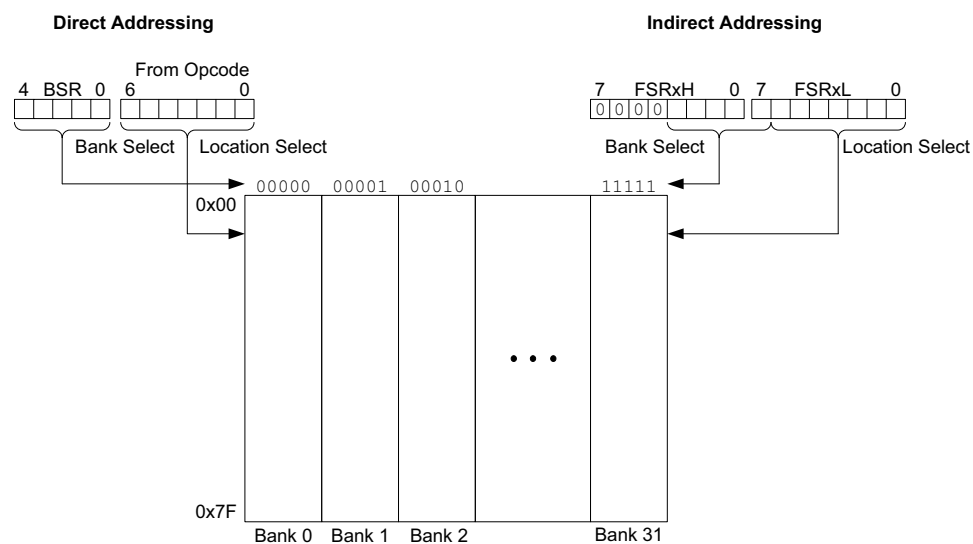 Direct Addressing Indirect Addressing
From Opcode
4 BSR 0 6 0 7 FSRxH 0 7 FSRxL 0
0 0 0 0
Bank Select Location Select Bank Select Location Select
00000 00001 00010 11111
0x00
. . .
0x7F
Bank 0 Bank 1 Bank 2 Bank 31